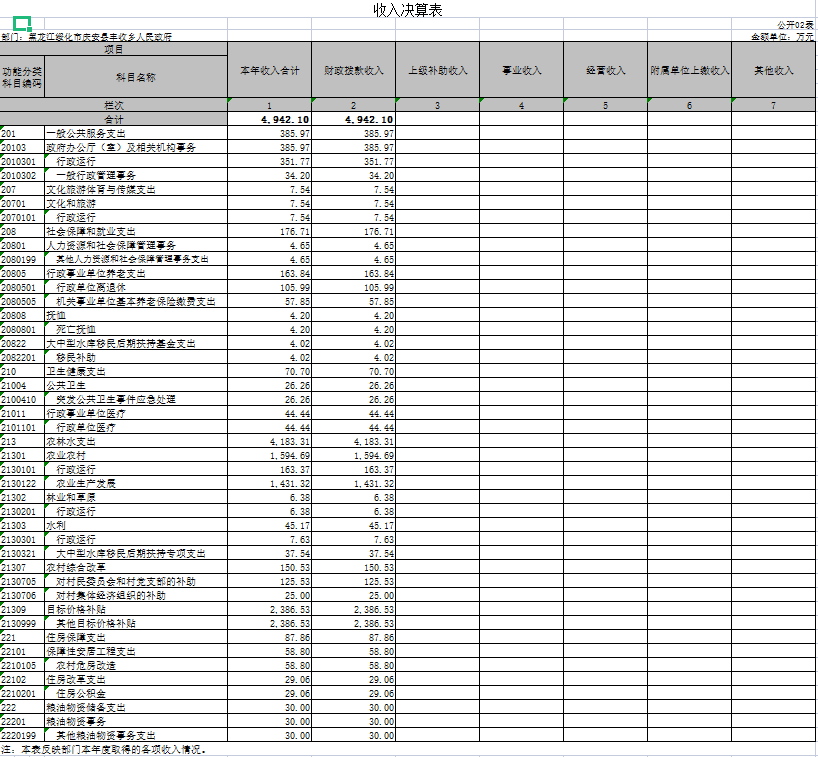 收入决算表
公开02表
部门：黑龙江绥化市庆安县丰收乡人民政府 金额单位：万元
项目 本年收入合计 财政拨款收入 上级补助收入 事业收入 经营收入 附属单位上缴收入 其他收入
功能分类科目编码 科目名称
栏次 1 2 3 4 5 6 7
合计 4,942.10 4,942.10
201 一般公共服务支出 385.97 385.97
20103 政府办公厅（室）及相关机构事务 385.97 385.97
2010301 行政运行 351.77 351.77
2010302 一般行政管理事务 34.20 34.20
207 文化旅游体育与传媒支出 7.54 7.54
20701 文化和旅游 7.54 7.54
2070101 行政运行 7.54 7.54
208 社会保障和就业支出 176.71 176.71
20801 人力资源和社会保障管理事务 4.65 4.65
2080199 其他人力资源和社会保障管理事务支出 4.65 4.65
20805 行政事业单位养老支出 163.84 163.84
2080501 行政单位离退休 105.99 105.99
2080505 机关事业单位基本养老保险缴费支出 57.85 57.85
20808 抚恤 4.20 4.20
2080801 死亡抚恤 4.20 4.20
20822 大中型水库移民后期扶持基金支出 4.02 4.02
2082201 移民补助 4.02 4.02
210 卫生健康支出 70.70 70.70
21004 公共卫生 26.26 26.26
2100410 突发公共卫生事件应急处理 26.26 26.26
21011 行政事业单位医疗 44.44 44.44
2101101 行政单位医疗 44.44 44.44
213 农林水支出 4,183.31 4,183.31
21301 农业农村 1,594.69 1,594.69
2130101 行政运行 163.37 163.37
2130122 农业生产发展 1,431.32 1,431.32
21302 林业和草原 6.38 6.38
2130201 行政运行 6.38 6.38
21303 水利 45.17 45.17
2130301 行政运行 7.63 7.63
2130321 大中型水库移民后期扶持专项支出 37.54 37.54
21307 农村综合改革 150.53 150.53
2130705 对村民委员会和村党支部的补助 125.53 125.53
2130706 对村集体经济组织的补助 25.00 25.00
21309 目标价格补贴 2,386.53 2,386.53
2130999 其他目标价格补贴 2,386.53 2,386.53
221 住房保障支出 87.86 87.86
22101 保障性安居工程支出 58.80 58.80
2210105 农村危房改造 58.80 58.80
22102 住房改革支出 29.06 29.06
2210201 住房公积金 29.06 29.06
222 粮油物资储备支出 30.00 30.00
22201 粮油物资事务 30.00 30.00
2220199 其他粮油物资事务支出 30.00 30.00
注：本表反映部门本年度取得的各项收入情况。